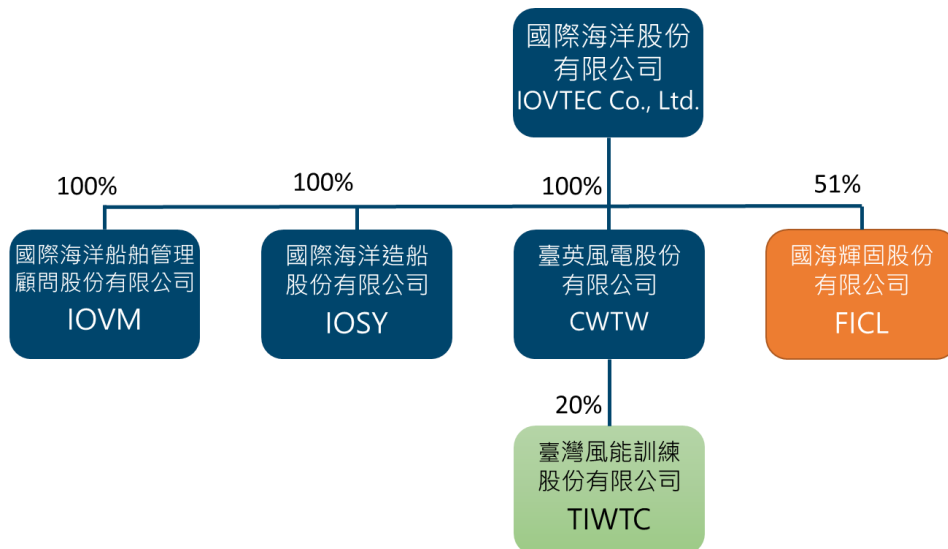 國際海洋股份
有限公司
IOVTEC Co., Ltd.
100%
100%
100%
51%
國際海洋船舶管理
顧問股份有限公司
IOVM
國際海洋造船
股份有限公司
IOSY
臺英風電股份
有限公司
CWTW
國海輝固股份
有限公司
FICL
20%
臺灣風能訓練
股份有限公司
TIWTC